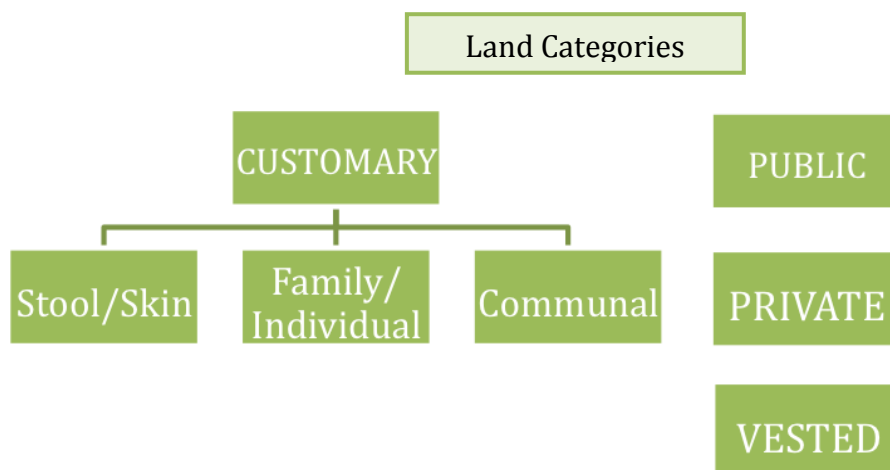 Land Categories
CUSTOMARY
PUBLIC
Stool/Skin
Family/
Individual
Communal
PRIVATE
VESTED